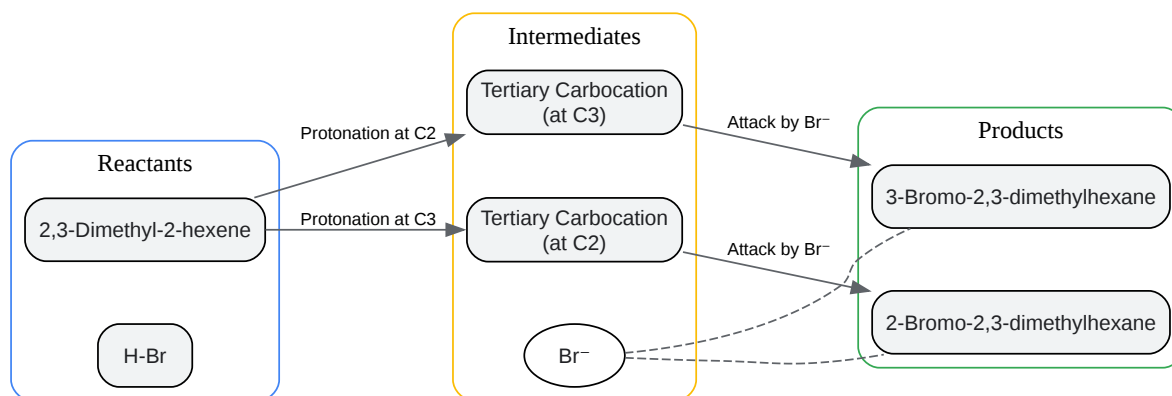 Reactants
2,3-Dimethyl-2-hexene
H-Br
Protonation at C2
Protonation at C3
Intermediates
Tertiary Carbocation
(at C3)
Tertiary Carbocation
(at C2)
Br⁻
Attack by Br⁻
Attack by Br⁻
Products
3-Bromo-2,3-dimethylhexane
2-Bromo-2,3-dimethylhexane